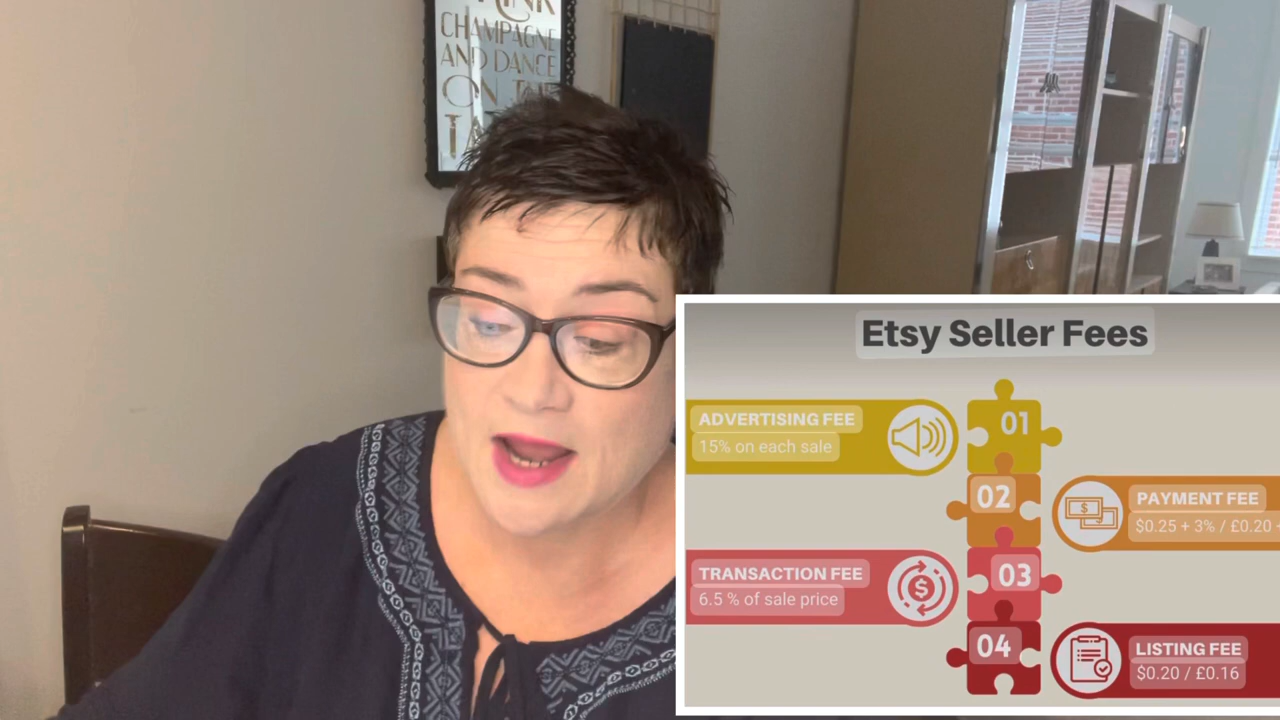 CHAMPAGNE
AND DANCE
ON THE
Etsy Seller Fees
ADVERTISING FEE
15% on each sale
01
02
PAYMENT FEE
$0.25 + 3% / £0.20
TRANSACTION FEE
6.5 % of sale price
03
04
LISTING FEE
$0.20 / £0.16